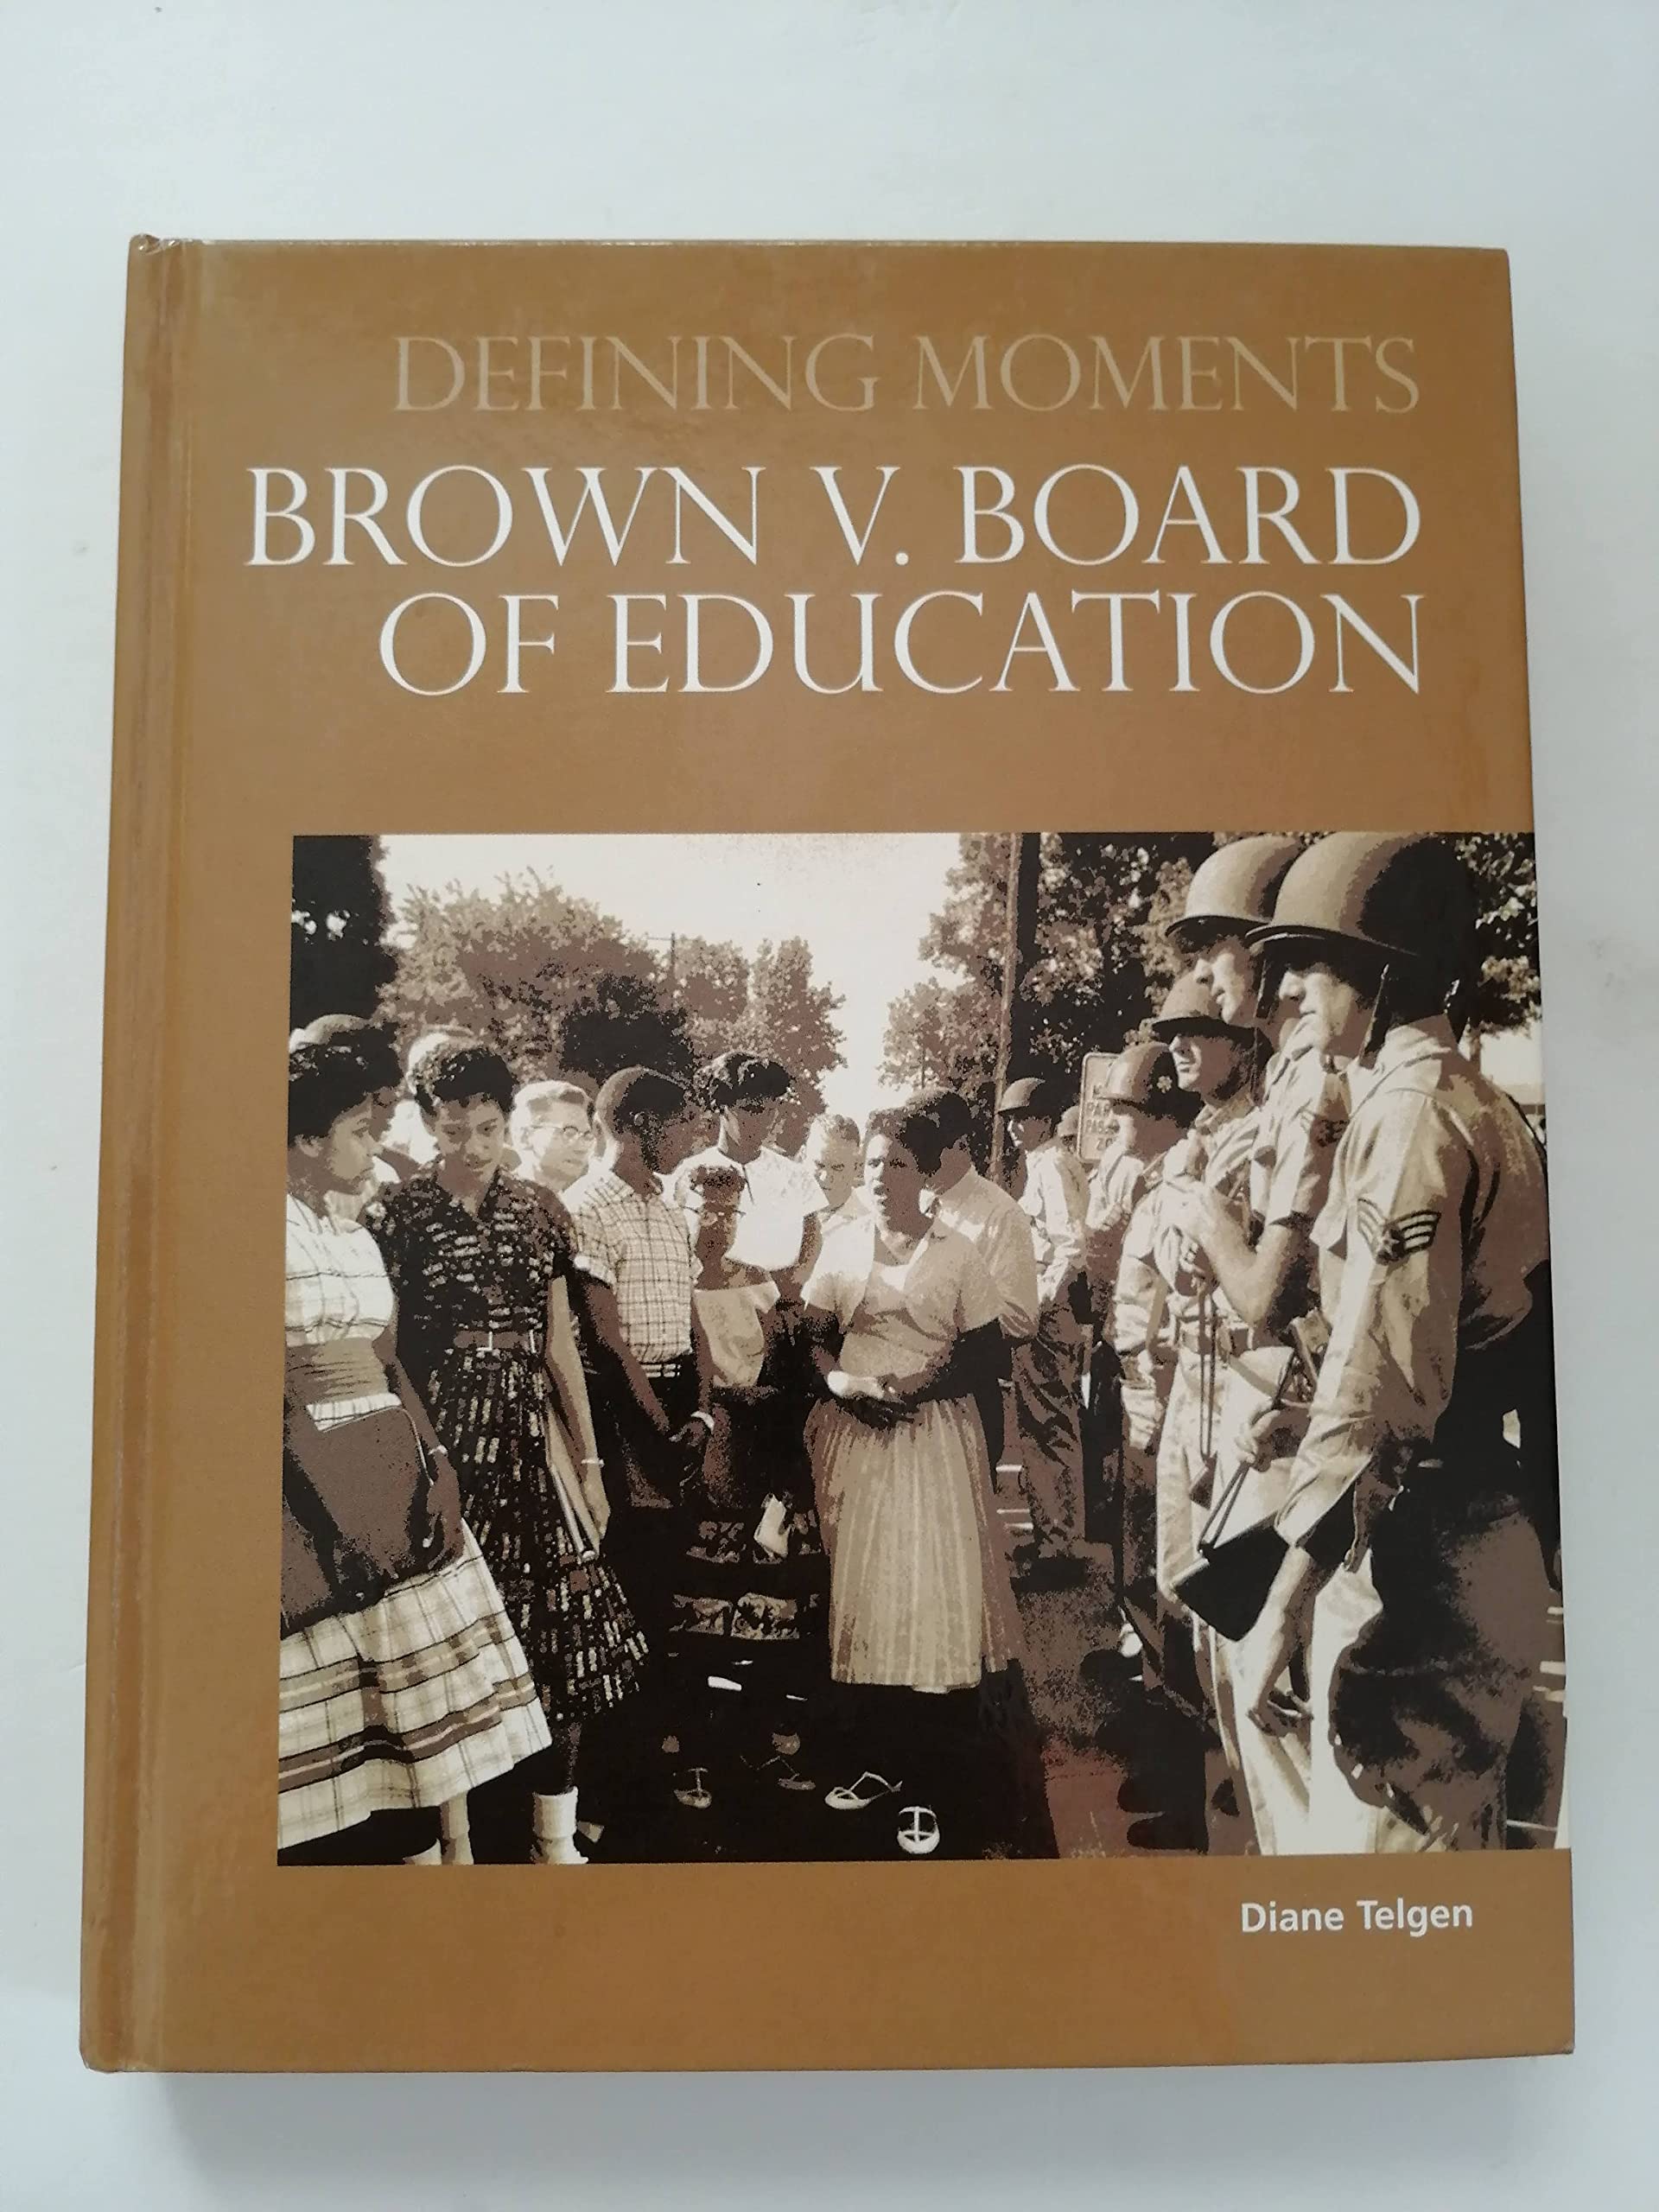 DEFINING MOMENTS
BROWN V. BOARD
OF EDUCATION
Diane Telgen